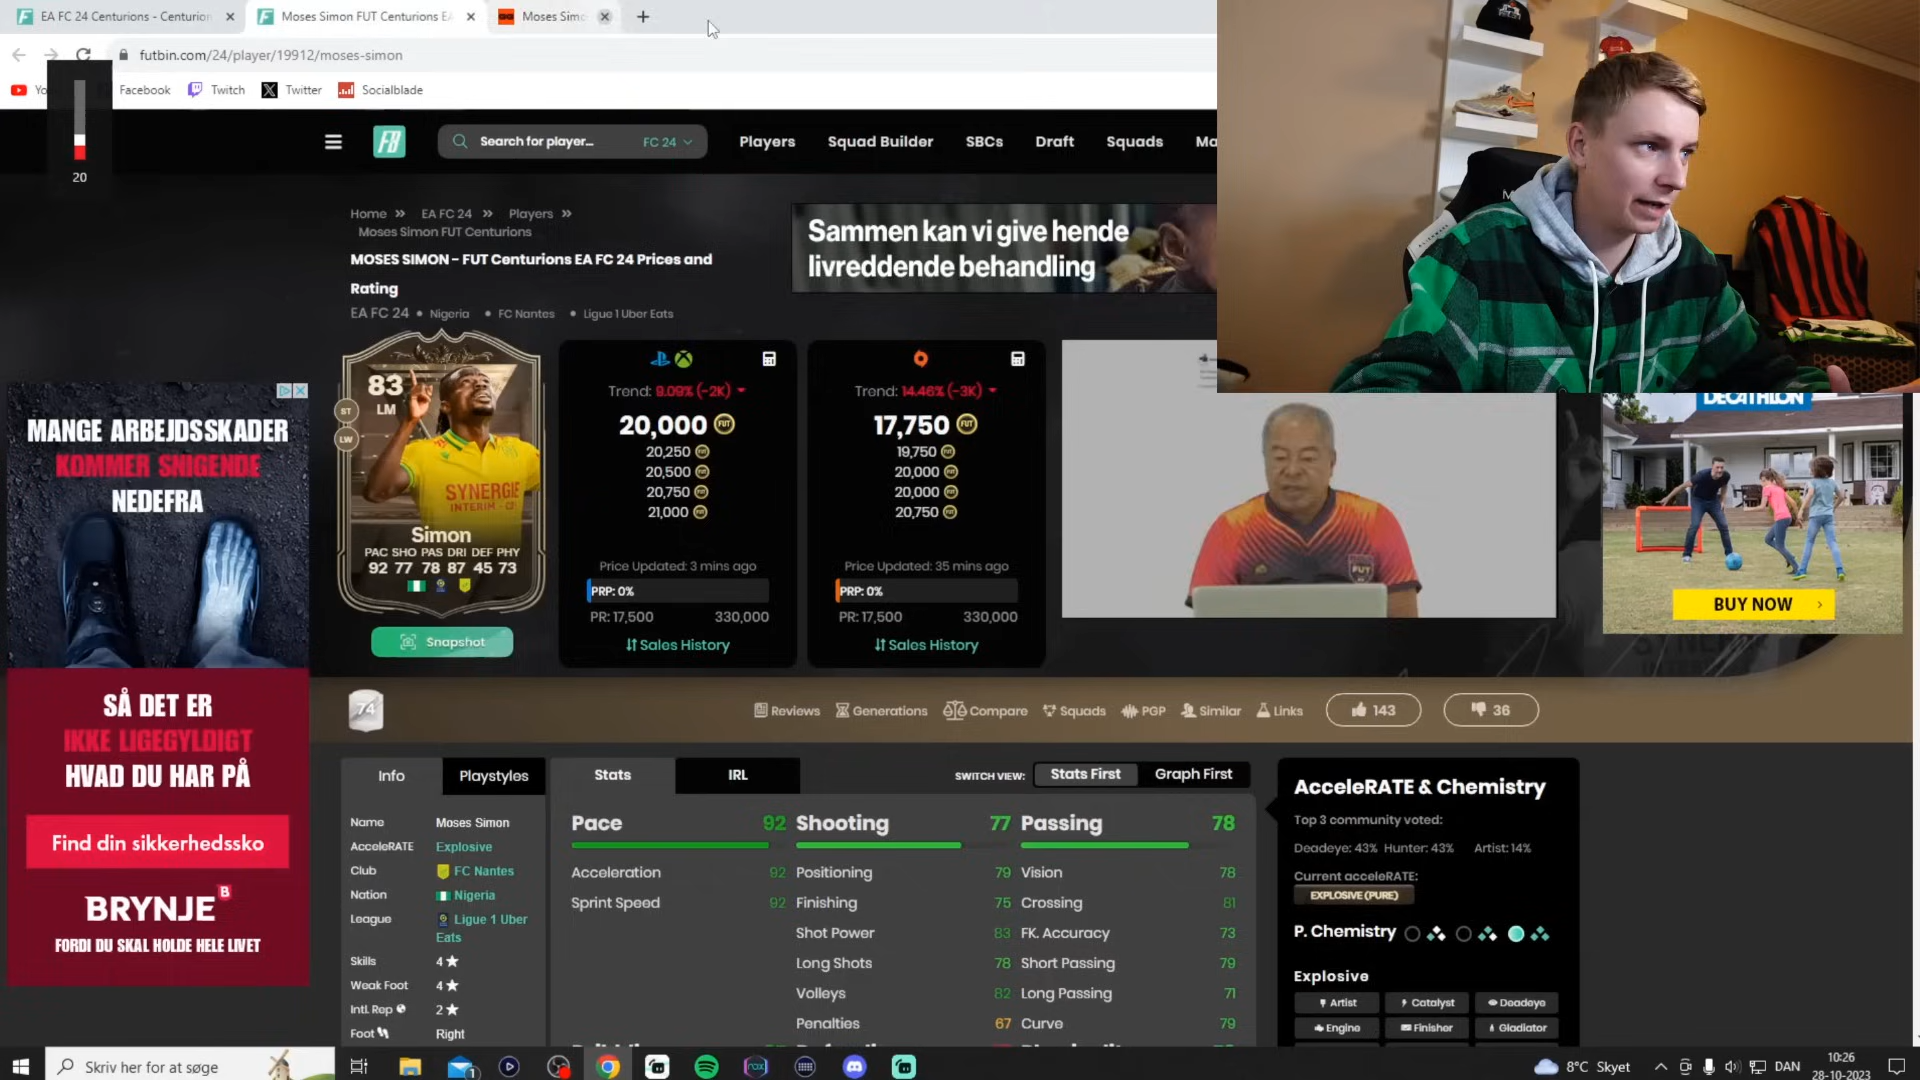 EA FC 24 Centurions - Centurion
Moses Simon FUT Centurions EA
Moses Simo
futbin.com/24/player/19912/moses-simon
Facebook
Twitch
Twitter
Socialblade
20
Search for player...
FC 24
Players
Squad Builder
SBCs
Draft
Squads
Home » EA FC 24 » Players »
Moses Simon FUT Centurions
MOSES SIMON - FUT Centurions EA FC 24 Prices and
Rating
EA FC 24 • Nigeria • FC Nantes • Ligue 1 Uber Eats
Sammen kan vi give hende
livreddende behandling
83
LM
ST
LW
SYNERGIE
Simon
PAC SHO PAS DRI DEF PHY
92 77 78 87 45 73
Snapshot
Trend: 9.09% (-2K)
20,000
20,250
20,500
20,750
21,000
Price Updated: 3 mins ago
PRP: 0%
PR: 17,500 330,000
Sales History
Trend: 14.46% (-3K)
17,750
19,750
20,000
20,000
20,750
Price Updated: 35 mins ago
PRP: 0%
PR: 17,500 330,000
Sales History
FUT
DECATHLON
BUY NOW
MANGE ARBEJDSSKADER
KOMMER SNIGENDE
NEDEFRA
SÅ DET ER
IKKE LIGEGYLDIGT
HVAD DU HAR PÅ
Find din sikkerhedssko
BRYNJE B
FORDI DU SKAL HOLDE HELE LIVET
74
Reviews
Generations
Compare
Squads
PGP
Similar
Links
143
36
Info
Playstyles
Name Moses Simon
AcceleRATE Explosive
Club FC Nantes
Nation Nigeria
League Ligue 1 Uber
Eats
Skills 4
Weak Foot 4
Intl. Rep 2
Foot Right
Stats
IRL
SWITCH VIEW:
Stats First
Graph First
Pace 92
Acceleration 92
Sprint Speed 92
Shooting 77
Positioning 79
Finishing 75
Shot Power 83
Long Shots 78
Volleys 82
Penalties 67
Passing 78
Vision 78
Crossing 81
FK. Accuracy 73
Short Passing 79
Long Passing 71
Curve 79
AcceleRATE & Chemistry
Top 3 community voted:
Deadeye: 43% Hunter: 43% Artist: 14%
Current acceleRATE:
EXPLOSIVE (PURE)
P. Chemistry
Explosive
Artist
Catalyst
Deadeye
Engine
Finisher
Gladiator
Skriv her for at søge
1
8°C Skyet
DAN
10:26
28-10-2023